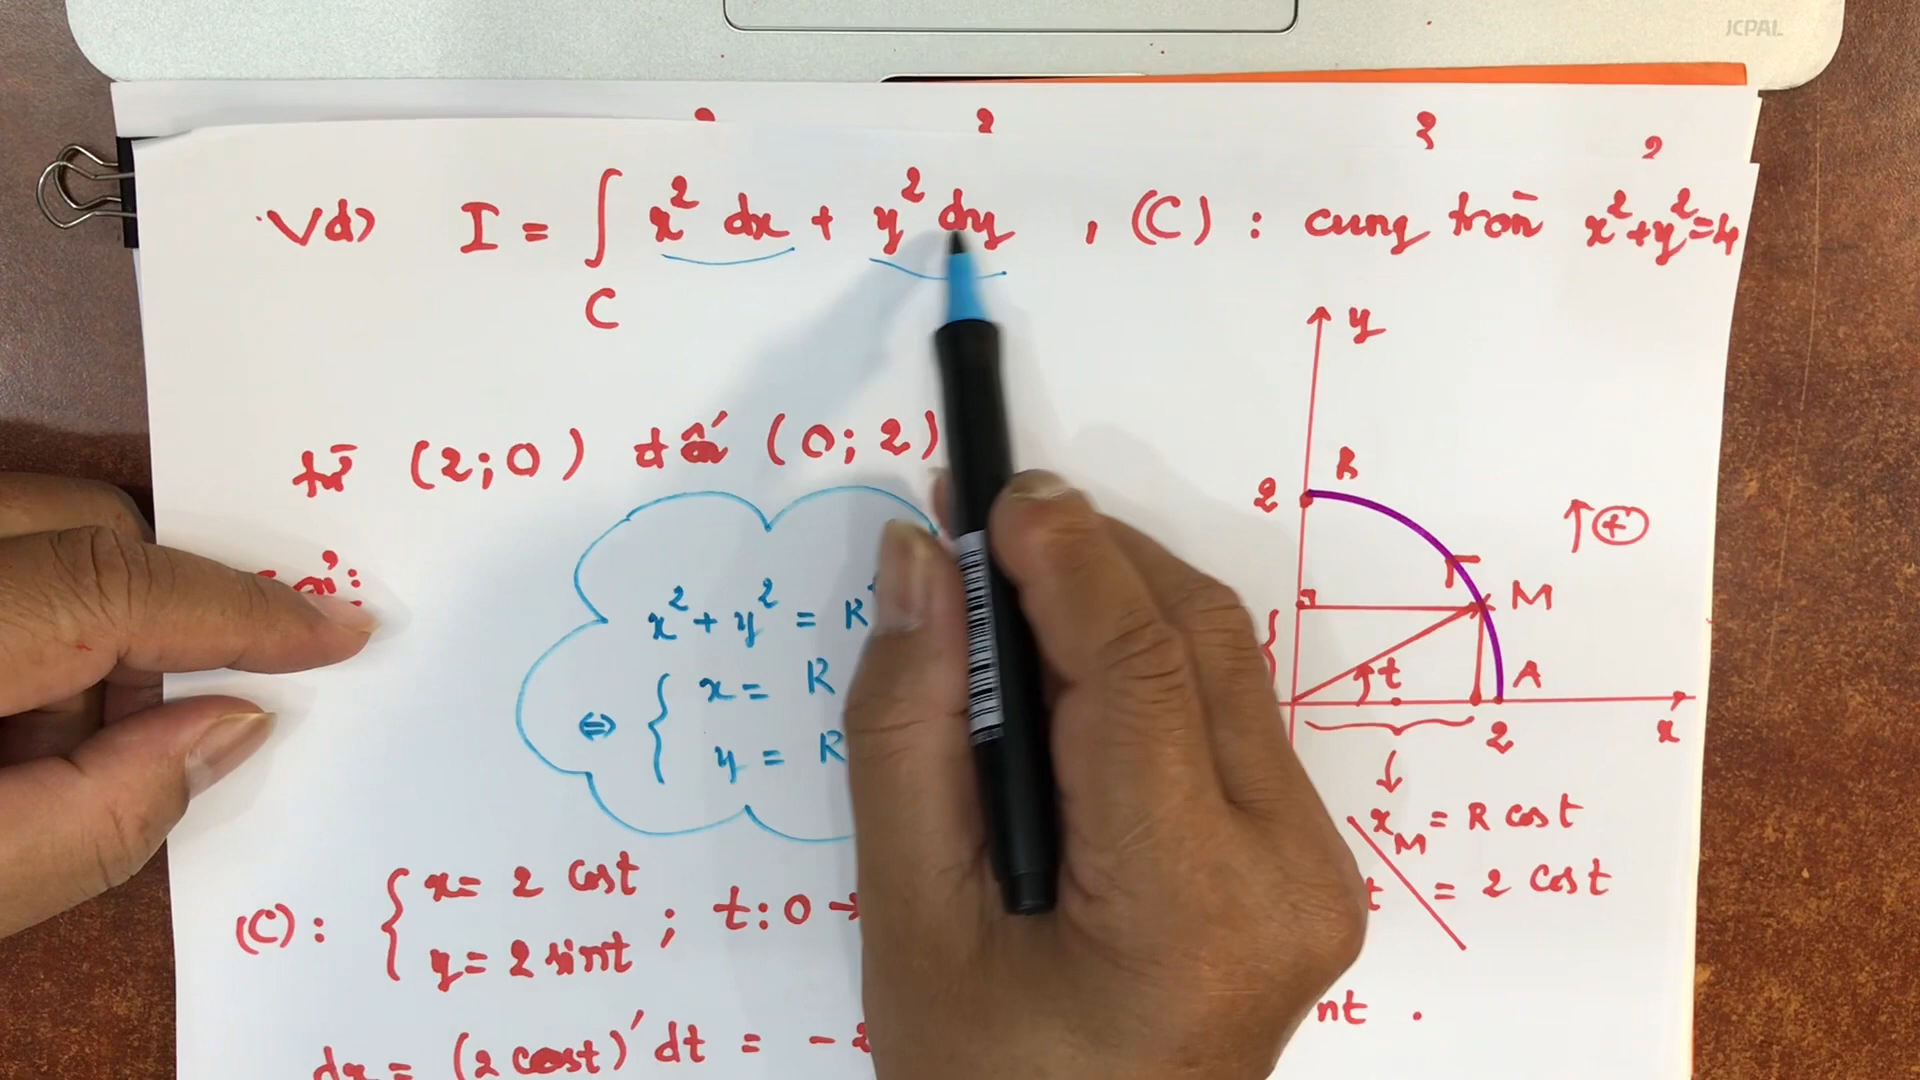 JCPAL
Vd) I = ∫ x² dx + y² dy , (C) : cung tròn x²+y²=4
C
từ (2;0) đến (0;2)
x² + y² = R
⇔ { x = R
y = R
y
2 B
↑ ⊕
M
t A
2 x
x_M = R cost
t = 2 cost
(C): { x= 2 cost
y= 2 sint ; t: 0 →
nt .
dx = (2 cost)' dt = - 2